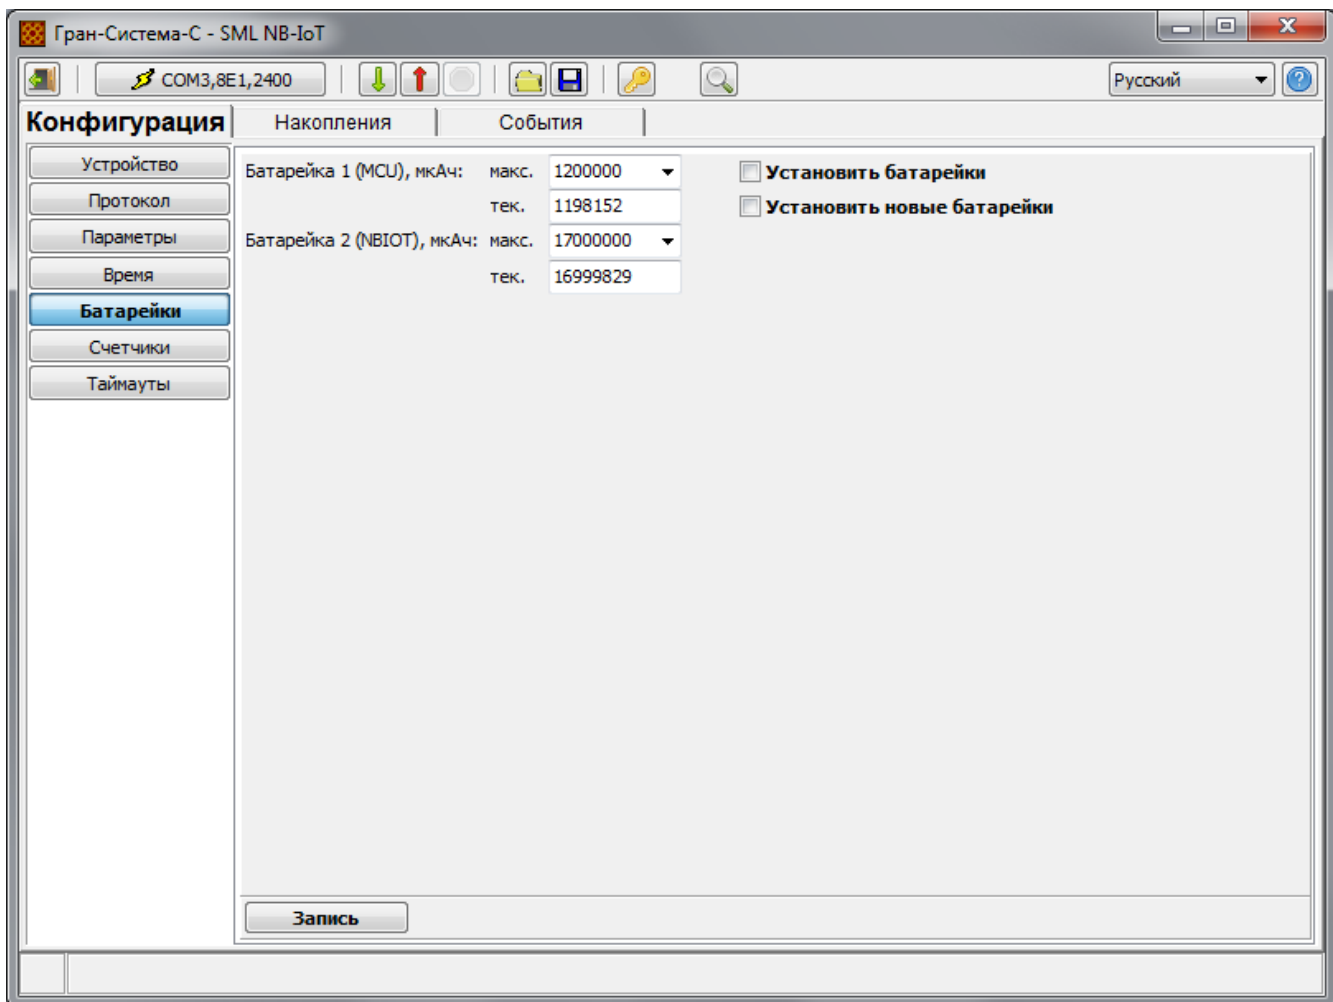 Гран-Система-С - SML NB-IoT
COM3,8E1,2400
Русский
Конфигурация
Накопления
События
Устройство
Протокол
Параметры
Время
Батарейки
Счетчики
Таймауты
Батарейка 1 (MCU), мкАч: макс. 1200000
тек. 1198152
Батарейка 2 (NBIOT), мкАч: макс. 17000000
тек. 16999829
Установить батарейки
Установить новые батарейки
Запись